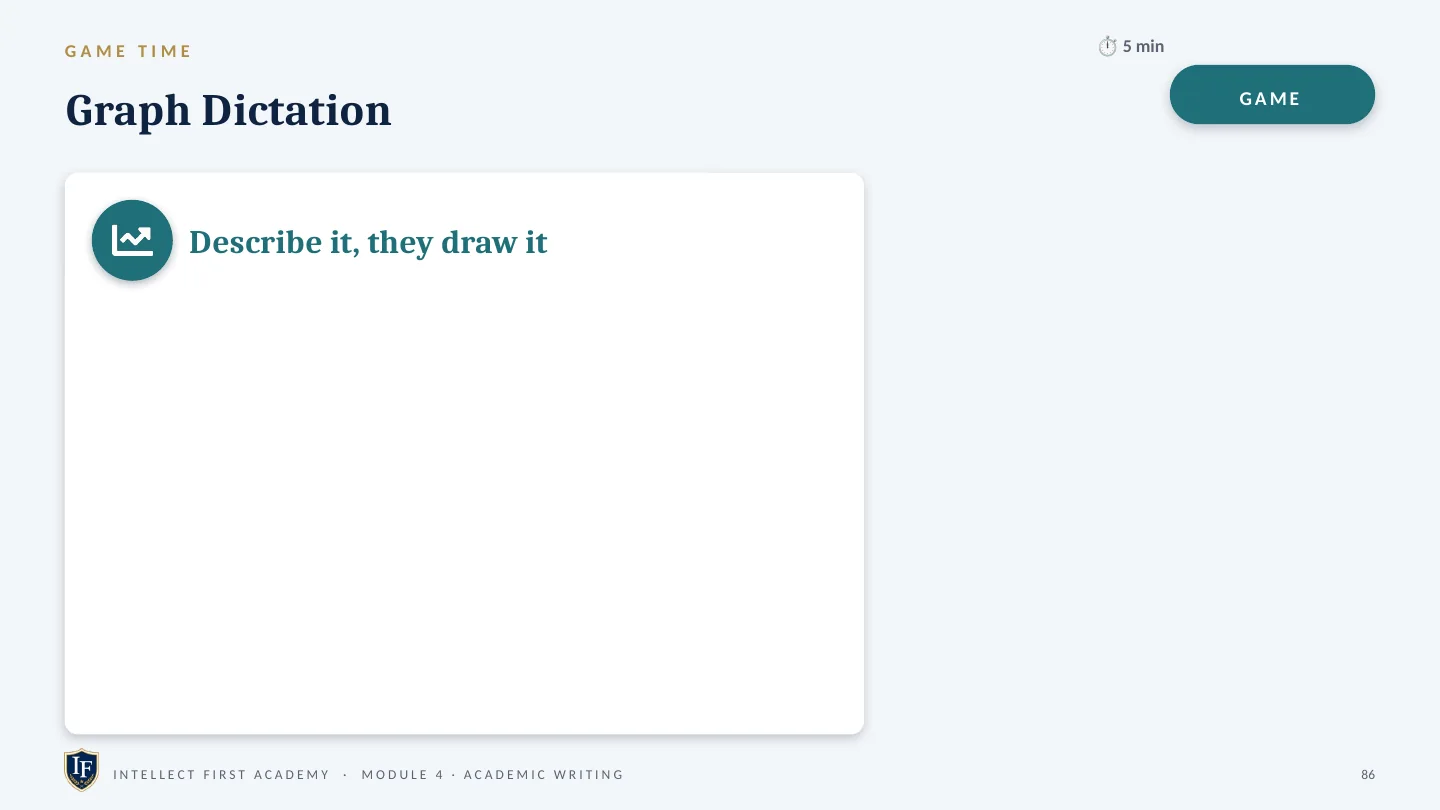 GAME TIME
⏱ 5 min
GAME
Graph Dictation
Describe it, they draw it
IF
INTELLECT FIRST ACADEMY · MODULE 4 · ACADEMIC WRITING
86